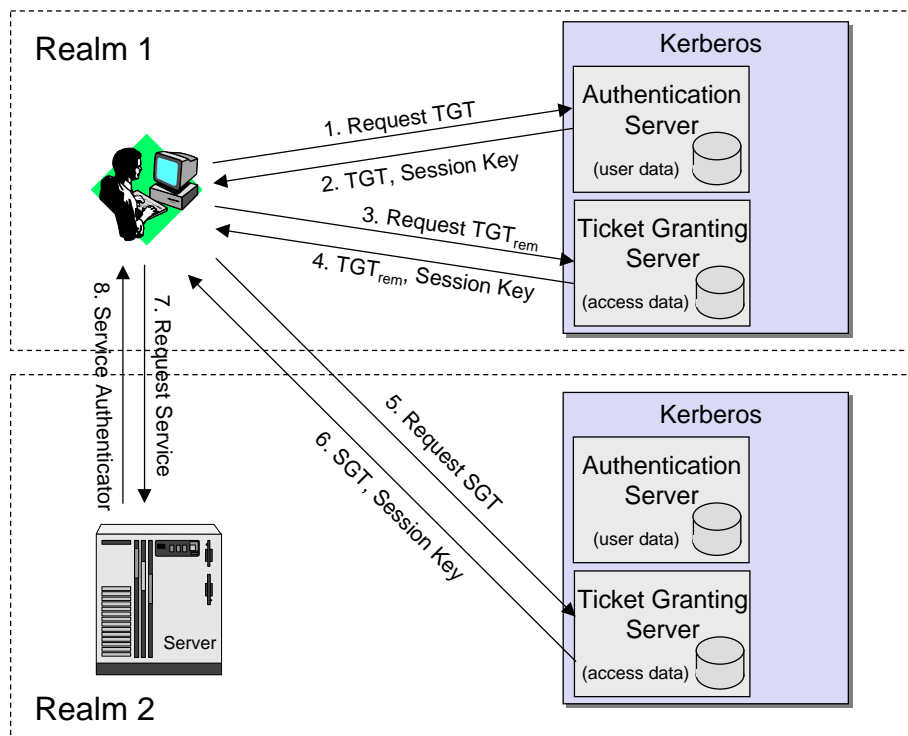 Realm 1
Kerberos
Authentication
Server
(user data)
1. Request TGT
2. TGT, Session Key
3. Request TGTrem
4. TGTrem, Session Key
Ticket Granting
Server
(access data)
8. Service Authenticator
7. Request Service
5. Request SGT
6. SGT, Session Key
Kerberos
Authentication
Server
(user data)
Ticket Granting
Server
(access data)
Server
Realm 2